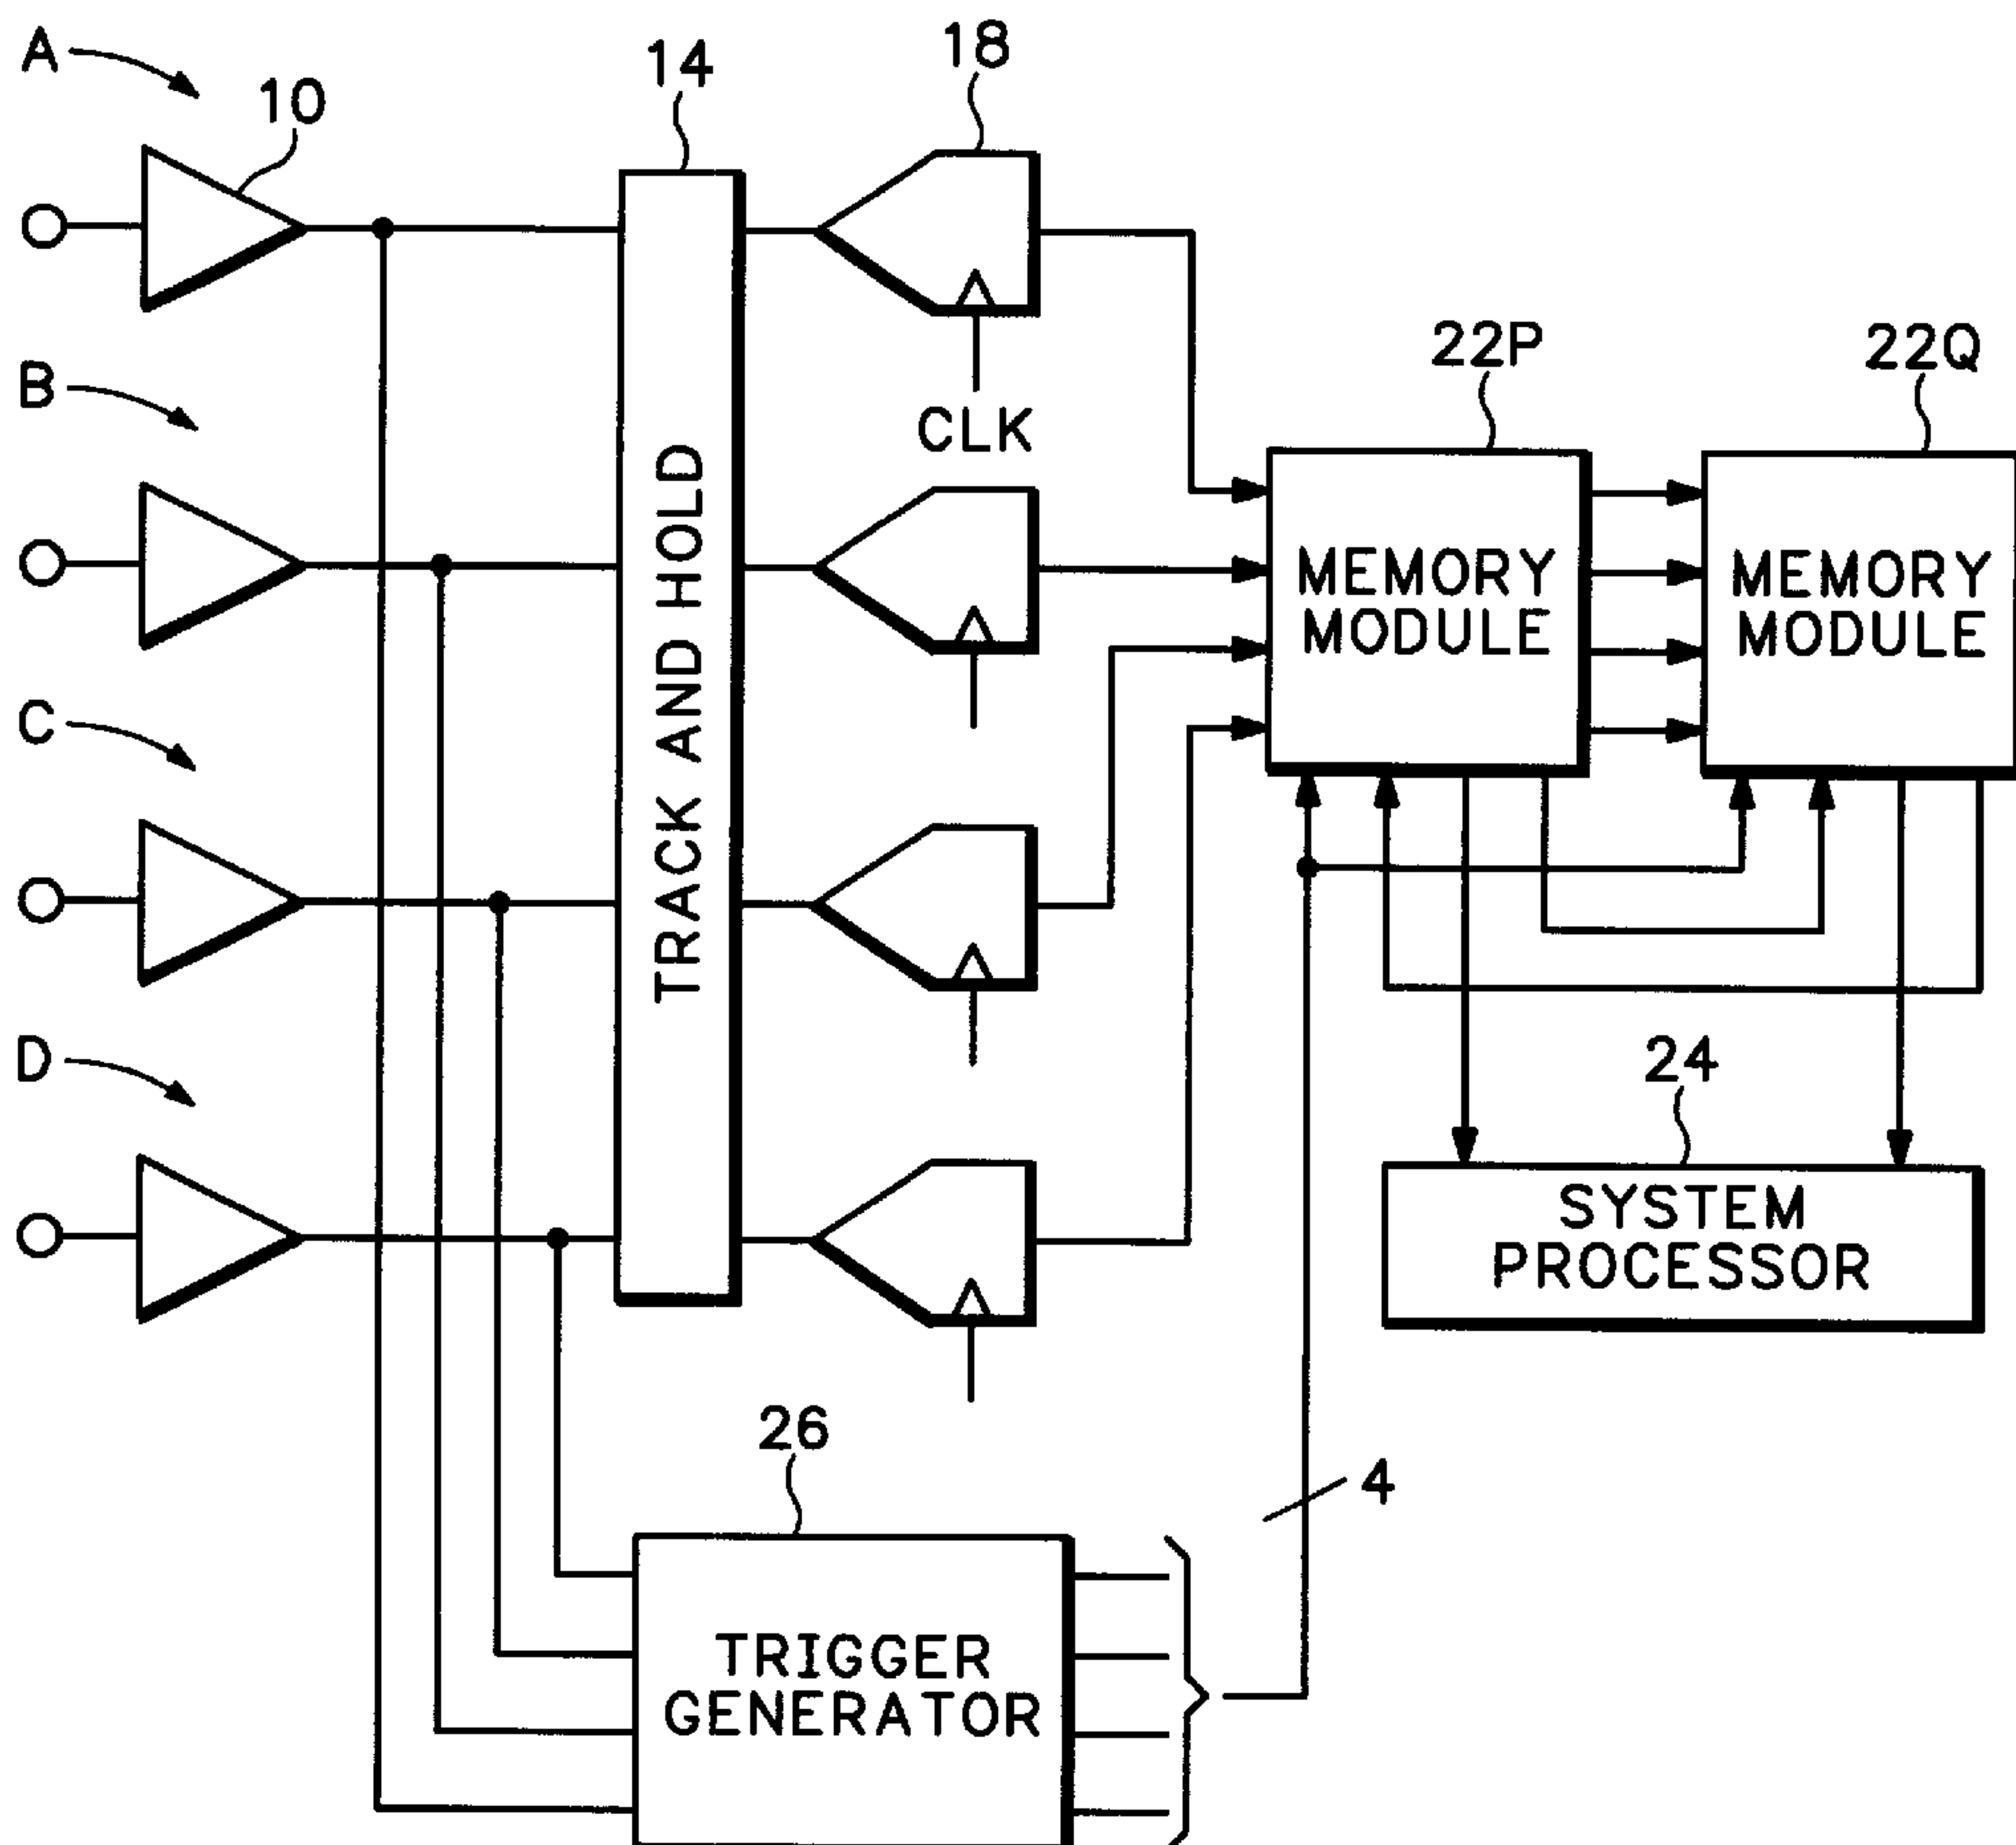 A
10
14
18
B
CLK
22P
22Q
TRACK AND HOLD
MEMORY
MODULE
MEMORY
MODULE
C
D
24
SYSTEM
PROCESSOR
26
4
TRIGGER
GENERATOR